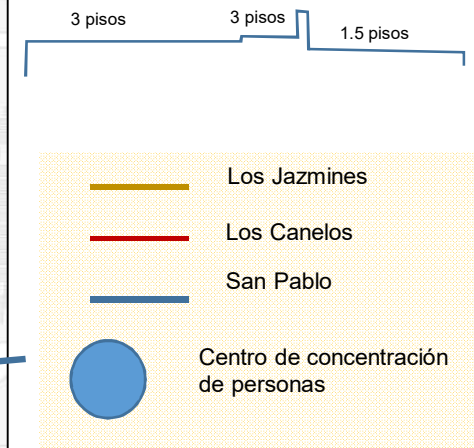 3 pisos
3 pisos
1.5 pisos
Los Jazmines
Los Canelos
San Pablo
Centro de concentración
de personas